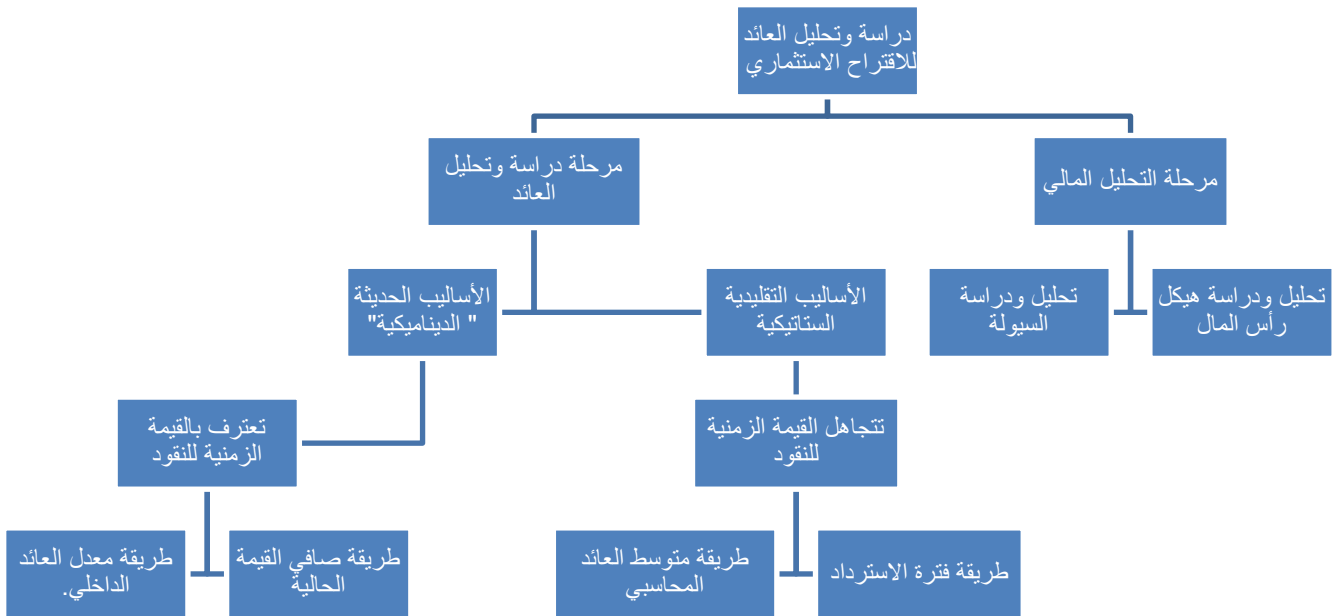 دراسة وتحليل العائد
للاقتراح الاستثماري
مرحلة التحليل المالي
مرحلة دراسة وتحليل
العائد
تحليل ودراسة هيكل
رأس المال
تحليل ودراسة
السيولة
الأساليب التقليدية
الستاتيكية
الأساليب الحديثة
" الديناميكية"
تتجاهل القيمة الزمنية
للنقود
تعترف بالقيمة
الزمنية للنقود
طريقة فترة الاسترداد
طريقة متوسط العائد
المحاسبي
طريقة صافي القيمة
الحالية
طريقة معدل العائد
الداخلي.